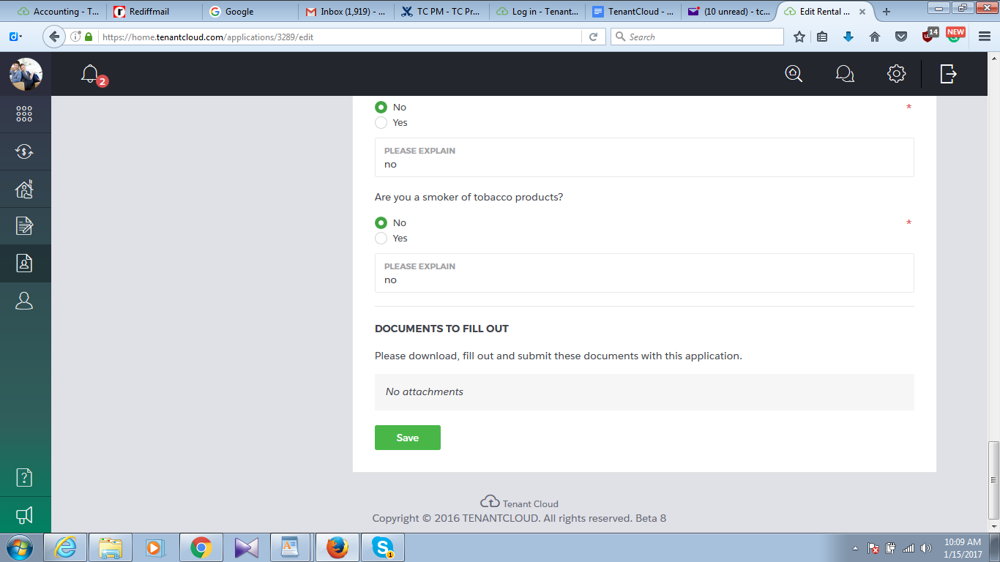 Accounting - T...
Rediffmail
Google
Inbox (1,919) - ...
TC PM - TC Pr...
Log in - Tenant...
TenantCloud - ...
(10 unread) - tc...
Edit Rental ...
https://home.tenantcloud.com/applications/3289/edit
Search
14
NEW
2
No
*
Yes
PLEASE EXPLAIN
no
Are you a smoker of tobacco products?
No
*
Yes
PLEASE EXPLAIN
no
DOCUMENTS TO FILL OUT
Please download, fill out and submit these documents with this application.
No attachments
Save
Tenant Cloud
Copyright © 2016 TENANTCLOUD. All rights reserved. Beta 8
1
10:09 AM
1/15/2017